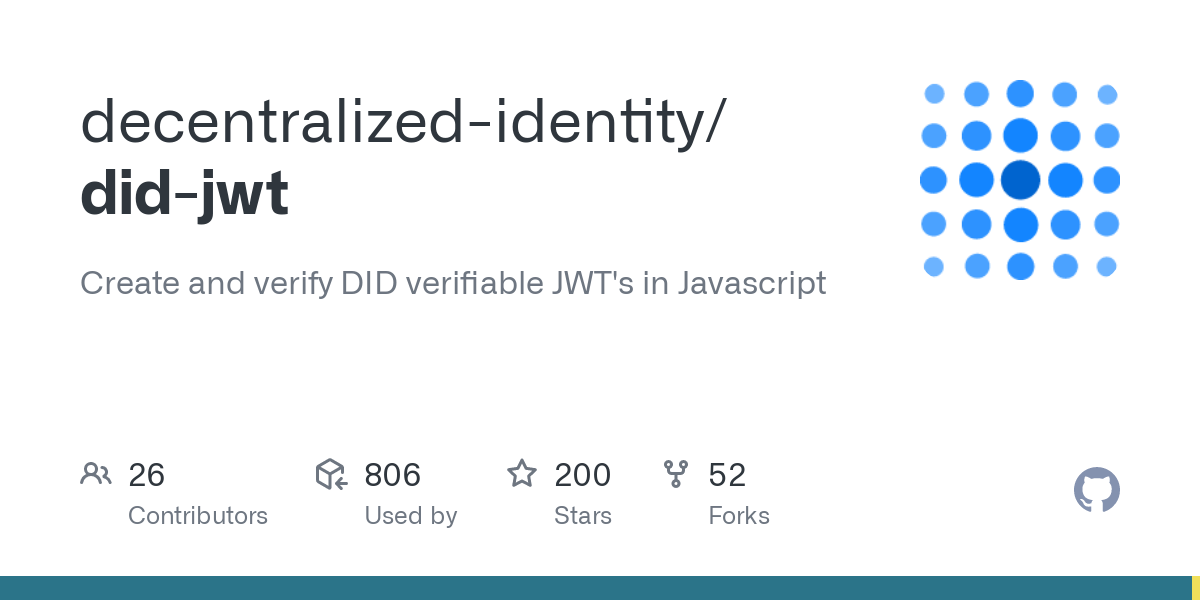 decentralized-identity/
did-jwt
Create and verify DID verifiable JWT's in Javascript
26 806 200 52
Contributors Used by Stars Forks